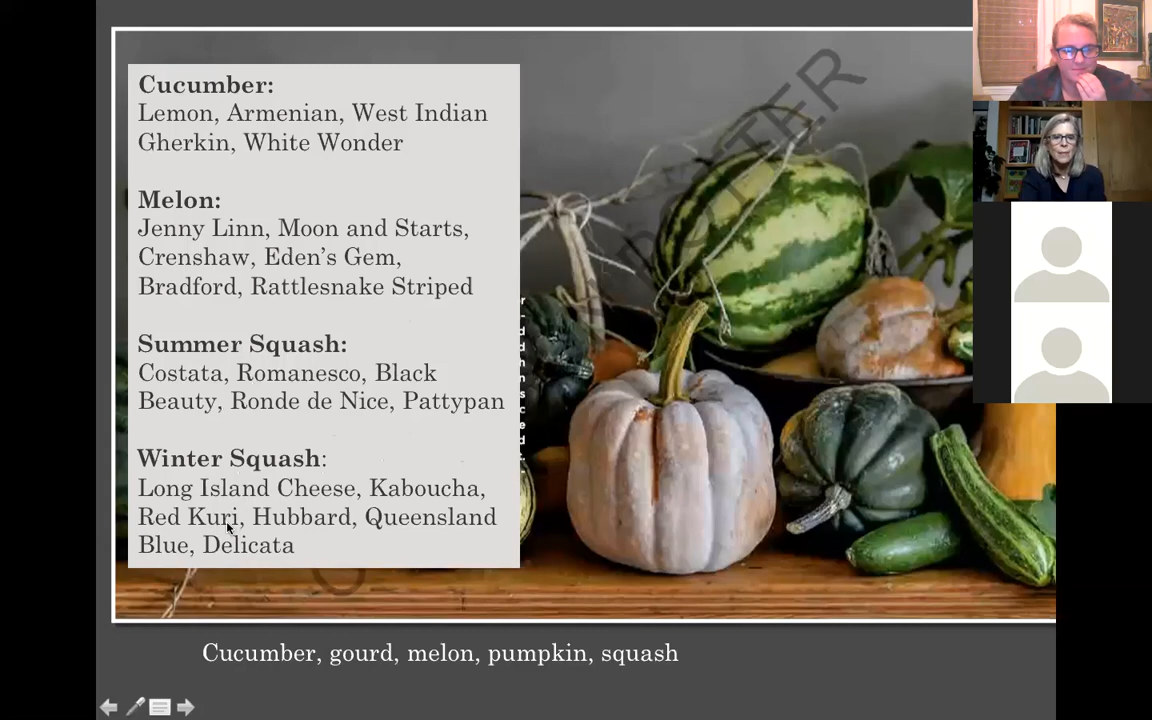 Cucumber:
Lemon, Armenian, West Indian
Gherkin, White Wonder
Melon:
Jenny Linn, Moon and Starts,
Crenshaw, Eden's Gem,
Bradford, Rattlesnake Striped
Summer Squash:
Costata, Romanesco, Black
Beauty, Ronde de Nice, Pattypan
Winter Squash:
Long Island Cheese, Kaboucha,
Red Kuri, Hubbard, Queensland
Blue, Delicata
Cucumber, gourd, melon, pumpkin, squash